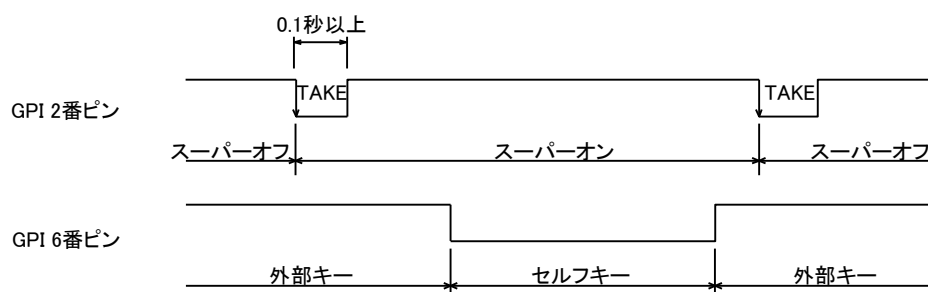 0.1秒以上
GPI 2番ピン
TAKE
TAKE
スーパーオフ
スーパーオン
スーパーオフ
GPI 6番ピン
外部キー
セルフキー
外部キー